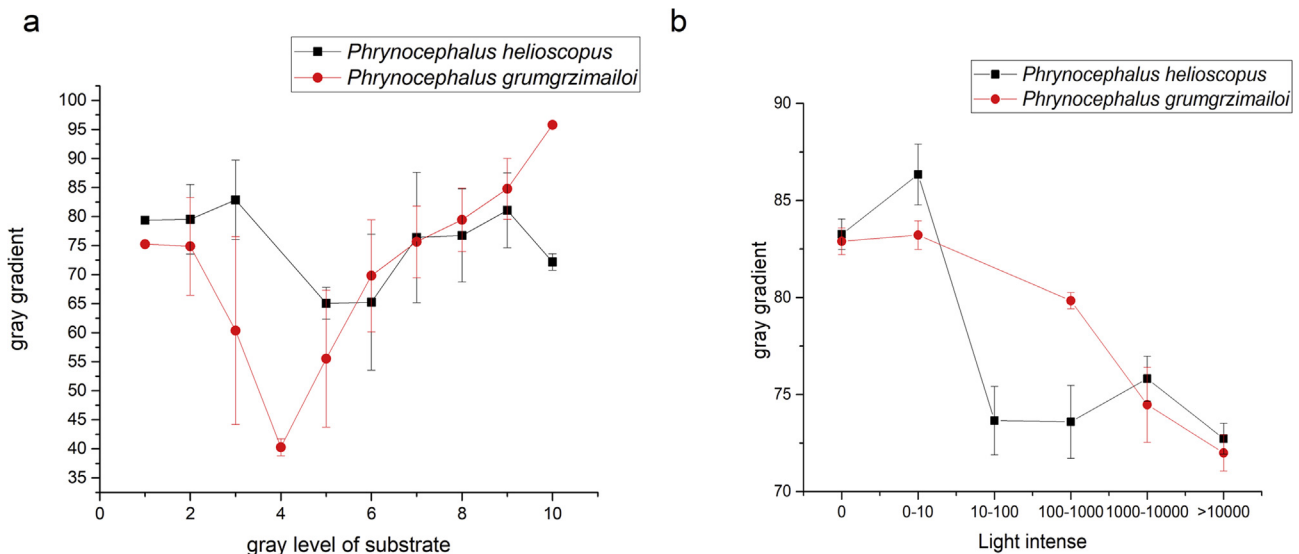 a
Phrynocephalus helioscopus
Phrynocephalus grumgrzimailoi
100
95
90
85
80
75
70
65
60
55
50
45
40
35
0 2 4 6 8 10
gray gradient
gray level of substrate
b
Phrynocephalus helioscopus
Phrynocephalus grumgrzimailoi
90
85
80
75
70
0 0-10 10-100 100-1000 1000-10000 >10000
gray gradient
Light intense